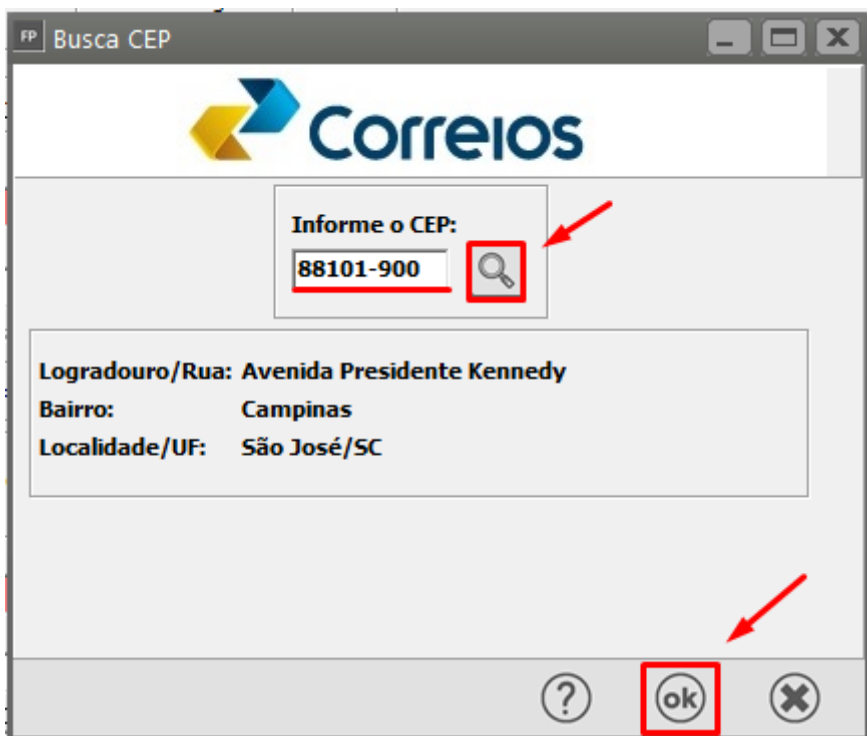 FP Busca CEP
Correios
Informe o CEP:
88101-900
Logradouro/Rua: Avenida Presidente Kennedy
Bairro: Campinas
Localidade/UF: São José/SC
? ok